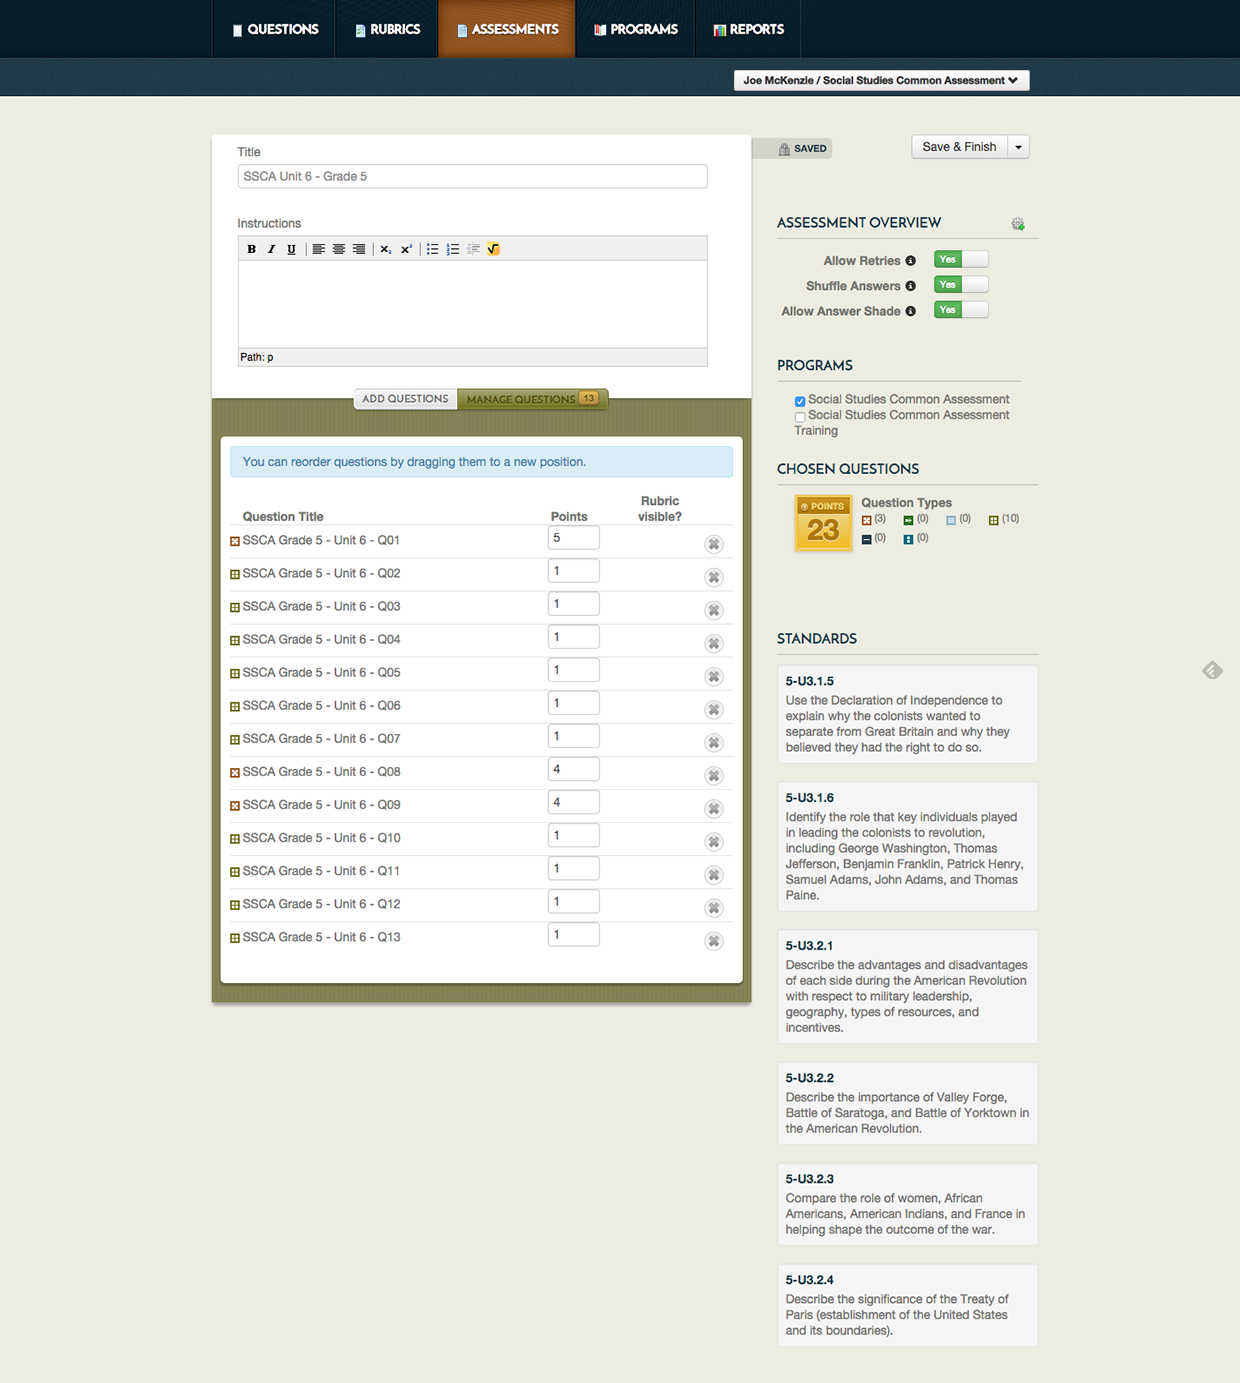 QUESTIONS
RUBRICS
ASSESSMENTS
PROGRAMS
REPORTS
Joe McKenzie / Social Studies Common Assessment
Title
SSCA Unit 6 - Grade 5
SAVED
Save & Finish
Instructions
B I U
Path: p
ADD QUESTIONS
MANAGE QUESTIONS 13
You can reorder questions by dragging them to a new position.
Question Title Points Rubric visible?
SSCA Grade 5 - Unit 6 - Q01 5
SSCA Grade 5 - Unit 6 - Q02 1
SSCA Grade 5 - Unit 6 - Q03 1
SSCA Grade 5 - Unit 6 - Q04 1
SSCA Grade 5 - Unit 6 - Q05 1
SSCA Grade 5 - Unit 6 - Q06 1
SSCA Grade 5 - Unit 6 - Q07 1
SSCA Grade 5 - Unit 6 - Q08 4
SSCA Grade 5 - Unit 6 - Q09 4
SSCA Grade 5 - Unit 6 - Q10 1
SSCA Grade 5 - Unit 6 - Q11 1
SSCA Grade 5 - Unit 6 - Q12 1
SSCA Grade 5 - Unit 6 - Q13 1
ASSESSMENT OVERVIEW
Allow Retries Yes
Shuffle Answers Yes
Allow Answer Shade Yes
PROGRAMS
Social Studies Common Assessment
Social Studies Common Assessment
Training
CHOSEN QUESTIONS
POINTS
23
Question Types
(3) (0) (0) (10)
(0) (0)
STANDARDS
5-U3.1.5
Use the Declaration of Independence to
explain why the colonists wanted to
separate from Great Britain and why they
believed they had the right to do so.
5-U3.1.6
Identify the role that key individuals played
in leading the colonists to revolution,
including George Washington, Thomas
Jefferson, Benjamin Franklin, Patrick Henry,
Samuel Adams, John Adams, and Thomas
Paine.
5-U3.2.1
Describe the advantages and disadvantages
of each side during the American Revolution
with respect to military leadership,
geography, types of resources, and
incentives.
5-U3.2.2
Describe the importance of Valley Forge,
Battle of Saratoga, and Battle of Yorktown in
the American Revolution.
5-U3.2.3
Compare the role of women, African
Americans, American Indians, and France in
helping shape the outcome of the war.
5-U3.2.4
Describe the significance of the Treaty of
Paris (establishment of the United States
and its boundaries).